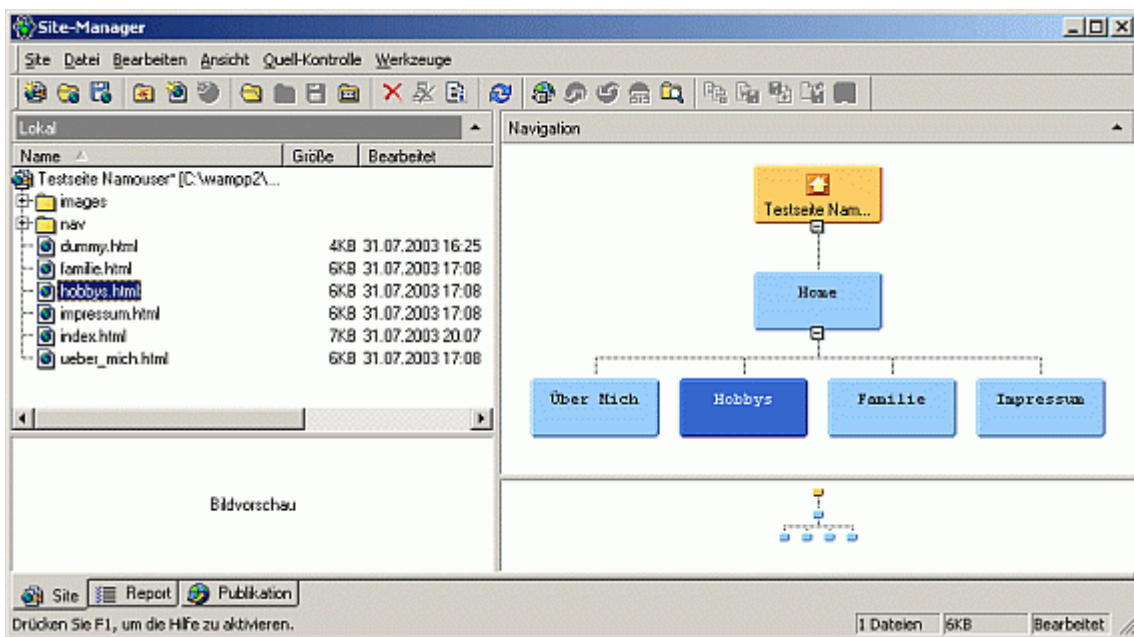 Site-Manager
Site Datei Bearbeiten Ansicht Quell-Kontrolle Werkzeuge
Lokal
Name Größe Bearbeitet
Testseite Namouser* [C:\wampp2\...
images
nav
dummy.html 4KB 31.07.2003 16:25
familie.html 6KB 31.07.2003 17:08
hobbys.html 6KB 31.07.2003 17:08
impressum.html 6KB 31.07.2003 17:08
index.html 7KB 31.07.2003 20:07
ueber_mich.html 6KB 31.07.2003 17:08
Bildvorschau
Navigation
Testseite Nam...
Home
Über Mich Hobbys Familie Impressum
Site Report Publikation
Drücken Sie F1, um die Hilfe zu aktivieren.
1 Dateien 6KB Bearbeitet